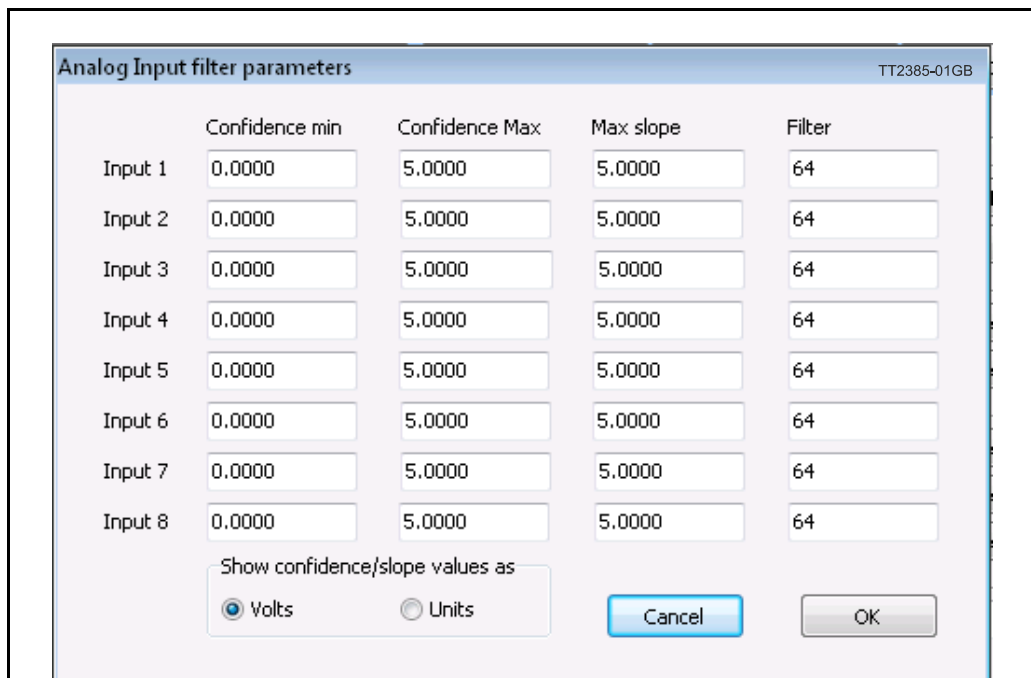 Analog Input filter parameters TT2385-01GB
Confidence min Confidence Max Max slope Filter
Input 1 0.0000 5.0000 5.0000 64
Input 2 0.0000 5.0000 5.0000 64
Input 3 0.0000 5.0000 5.0000 64
Input 4 0.0000 5.0000 5.0000 64
Input 5 0.0000 5.0000 5.0000 64
Input 6 0.0000 5.0000 5.0000 64
Input 7 0.0000 5.0000 5.0000 64
Input 8 0.0000 5.0000 5.0000 64
Show confidence/slope values as
Volts Units Cancel OK